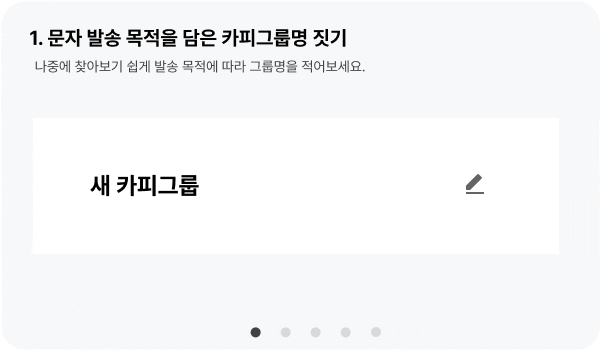 1. 문자 발송 목적을 담은 카피그룹명 짓기
나중에 찾아보기 쉽게 발송 목적에 따라 그룹명을 적어보세요.
새 카피그룹